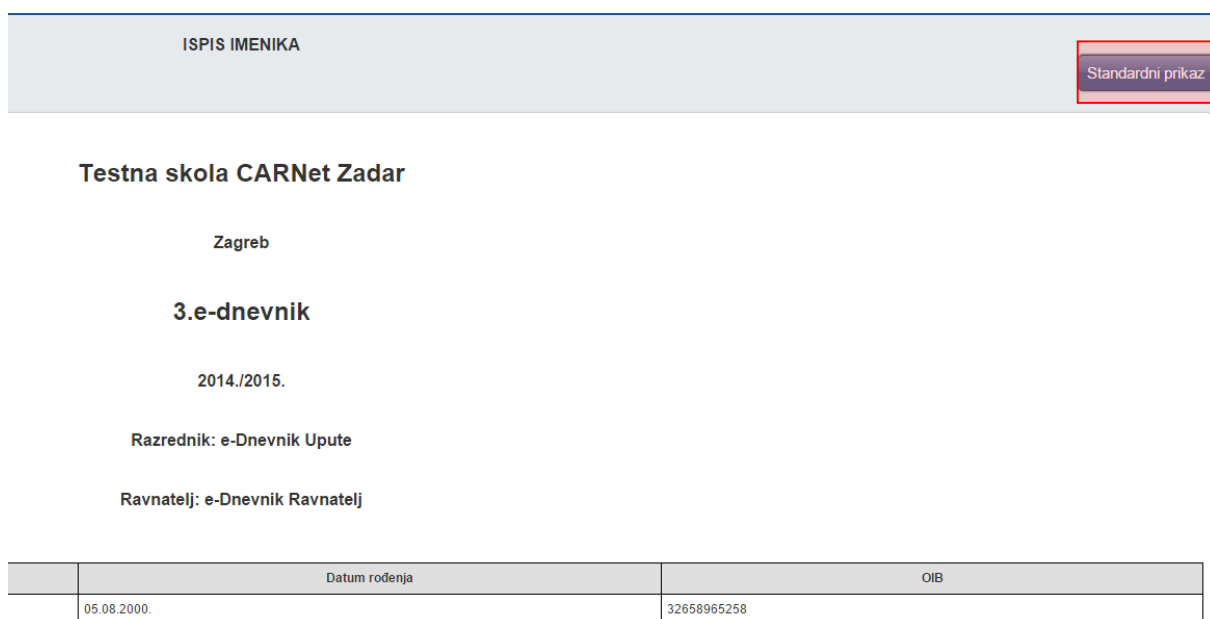 ISPIS IMENIKA
Standardni prikaz
Testna skola CARNet Zadar
Zagreb
3.e-dnevnik
2014./2015.
Razrednik: e-Dnevnik Upute
Ravnatelj: e-Dnevnik Ravnatelj
Datum rođenja OIB
05.08.2000. 32658965258